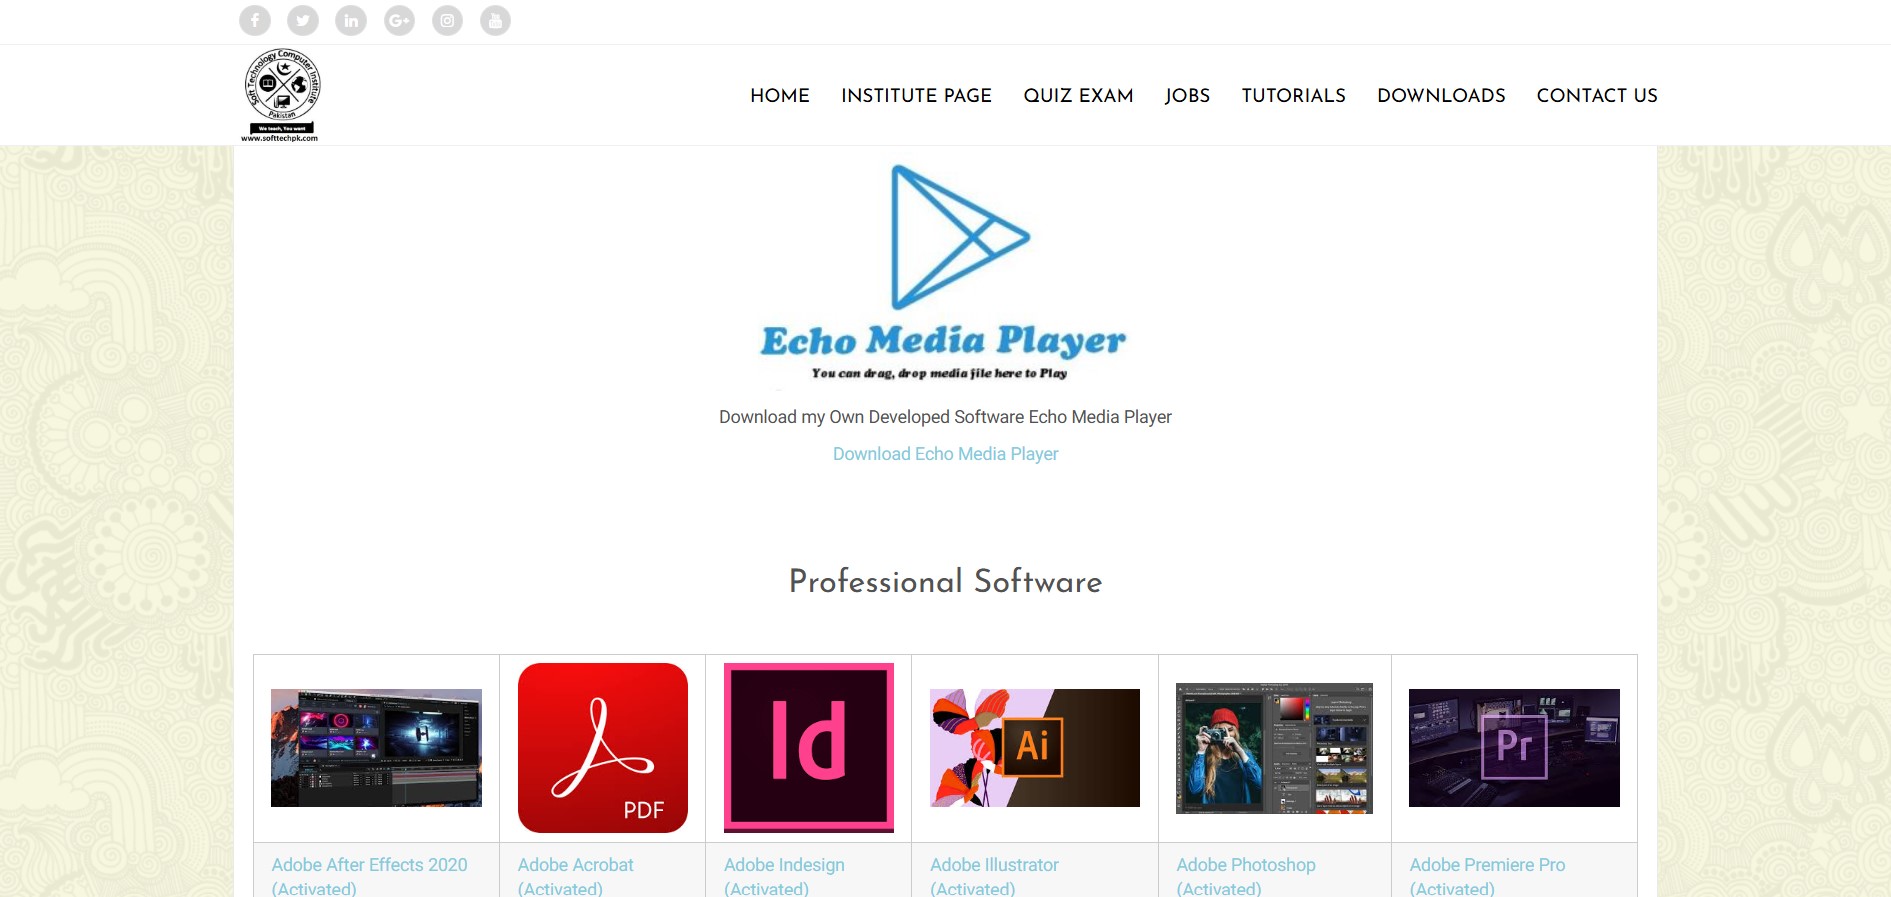 Soft Technology Computer Institute
Pakistan
We teach, You want
www.softtechpk.com
HOME
INSTITUTE PAGE
QUIZ EXAM
JOBS
TUTORIALS
DOWNLOADS
CONTACT US
Echo Media Player
You can drag, drop media file here to Play
Download my Own Developed Software Echo Media Player
Download Echo Media Player
Professional Software
PDF
Id
Ai
Pr
Adobe After Effects 2020
(Activated)
Adobe Acrobat
(Activated)
Adobe Indesign
(Activated)
Adobe Illustrator
(Activated)
Adobe Photoshop
(Activated)
Adobe Premiere Pro
(Activated)